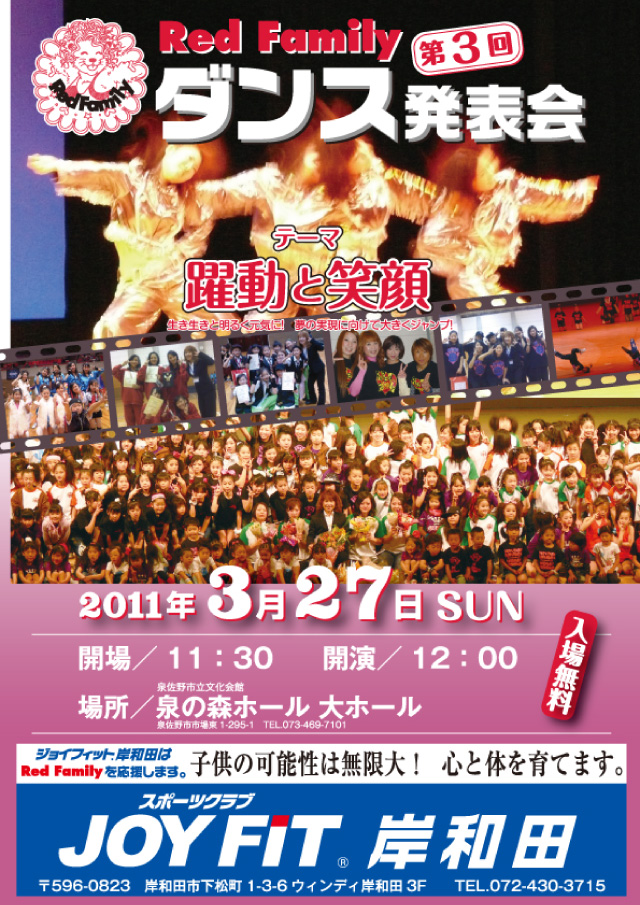 Red Family
Red Family
第3回
ダンス発表会
テーマ
躍動と笑顔
生き生きと明るく元気に! 夢の実現に向けて大きくジャンプ!
2011年 3月27日 SUN
開場／11:30 開演／12:00
入場無料
泉佐野市立文化会館
場所／泉の森ホール 大ホール
泉佐野市市場東1-295-1 TEL.073-469-7101
ジョイフィット岸和田は
Red Familyを応援します。
子供の可能性は無限大! 心と体を育てます。
スポーツクラブ
JOYFiT® 岸和田
〒596-0823 岸和田市下松町1-3-6ウィンディ岸和田3F TEL.072-430-3715